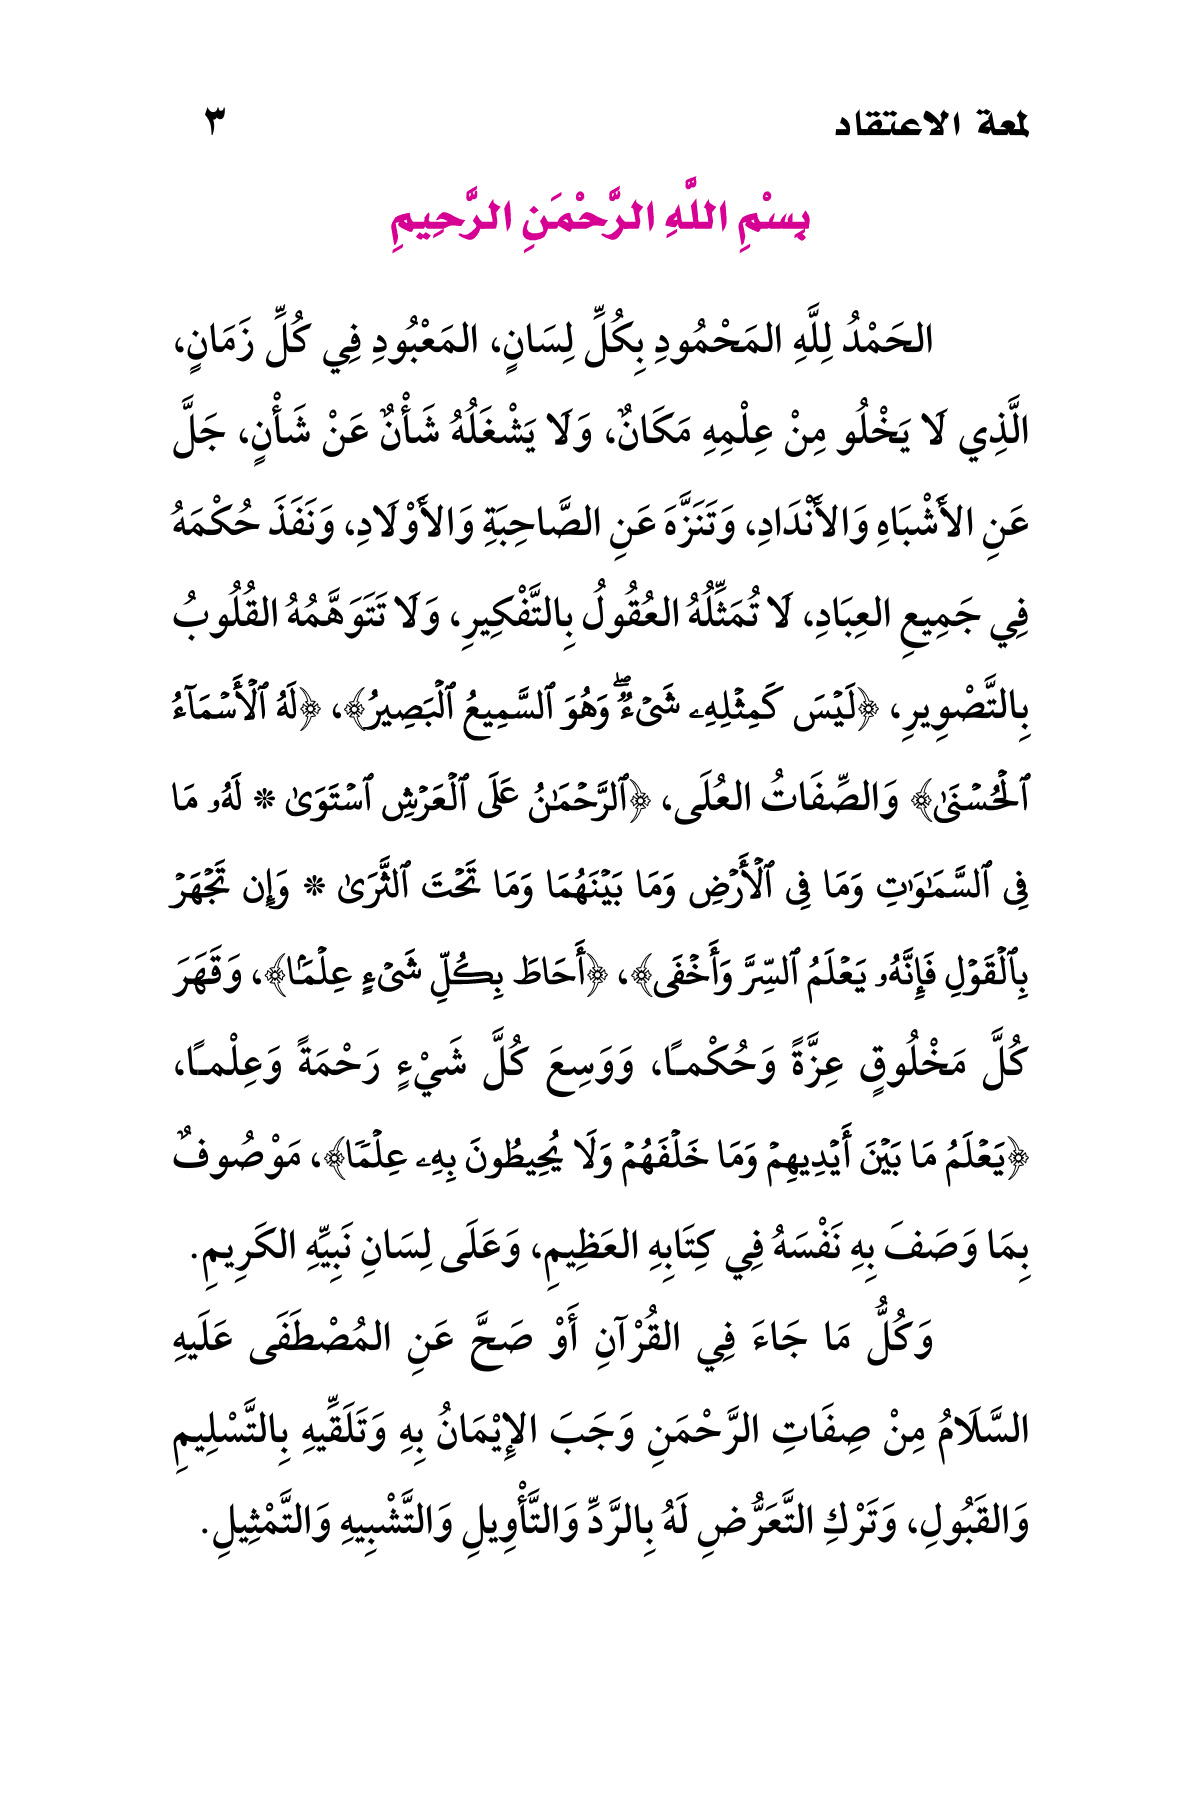 لمعة الاعتقاد ٣
بِسْمِ اللَّهِ الرَّحْمَنِ الرَّحِيمِ
الحَمْدُ لِلَّهِ المَحْمُودِ بِكُلِّ لِسَانٍ، المَعْبُودِ فِي كُلِّ زَمَانٍ،
الَّذِي لَا يَخْلُو مِنْ عِلْمِهِ مَكَانٌ، وَلَا يَشْغَلُهُ شَأْنٌ عَنْ شَأْنٍ، جَلَّ
عَنِ الأَشْبَاهِ وَالأَنْدَادِ، وَتَنَزَّهَ عَنِ الصَّاحِبَةِ وَالأَوْلَادِ، وَنَفَذَ حُكْمَهُ
فِي جَمِيعِ العِبَادِ، لَا تُمَثِّلُهُ العُقُولُ بِالتَّفْكِيرِ، وَلَا تَتَوَهَّمُهُ القُلُوبُ
بِالتَّصْوِيرِ، ﴿لَيۡسَ كَمِثۡلِهِۦ شَيۡءٞۖ وَهُوَ ٱلسَّمِيعُ ٱلۡبَصِيرُ﴾، ﴿لَهُ ٱلۡأَسۡمَآءُ
ٱلۡحُسۡنَىٰ﴾ وَالصِّفَاتُ العُلَى، ﴿ٱلرَّحۡمَٰنُ عَلَى ٱلۡعَرۡشِ ٱسۡتَوَىٰ * لَهُۥ مَا
فِي ٱلسَّمَٰوَٰتِ وَمَا فِي ٱلۡأَرۡضِ وَمَا بَيۡنَهُمَا وَمَا تَحۡتَ ٱلثَّرَىٰ * وَإِن تَجۡهَرۡ
بِٱلۡقَوۡلِ فَإِنَّهُۥ يَعۡلَمُ ٱلسِّرَّ وَأَخۡفَى﴾، ﴿أَحَاطَ بِكُلِّ شَيۡءٍ عِلۡمَۢا﴾، وَقَهَرَ
كُلَّ مَخْلُوقٍ عِزَّةً وَحُكْمـًا، وَوَسِعَ كُلَّ شَيْءٍ رَحْمَةً وَعِلْمـًا،
﴿يَعۡلَمُ مَا بَيۡنَ أَيۡدِيهِمۡ وَمَا خَلۡفَهُمۡ وَلَا يُحِيطُونَ بِهِۦ عِلۡمٗا﴾، مَوْصُوفٌ
بِمَا وَصَفَ بِهِ نَفْسَهُ فِي كِتَابِهِ العَظِيمِ، وَعَلَى لِسَانِ نَبِيِّهِ الكَرِيمِ.
وَكُلُّ مَا جَاءَ فِي القُرْآنِ أَوْ صَحَّ عَنِ المُصْطَفَى عَلَيهِ
السَّلَامُ مِنْ صِفَاتِ الرَّحْمَنِ وَجَبَ الإِيْمَانُ بِهِ وَتَلَقِّيهِ بِالتَّسْلِيمِ
وَالقَبُولِ، وَتَرْكِ التَّعَرُّضِ لَهُ بِالرَّدِّ وَالتَّأْوِيلِ وَالتَّشْبِيهِ وَالتَّمْثِيلِ.